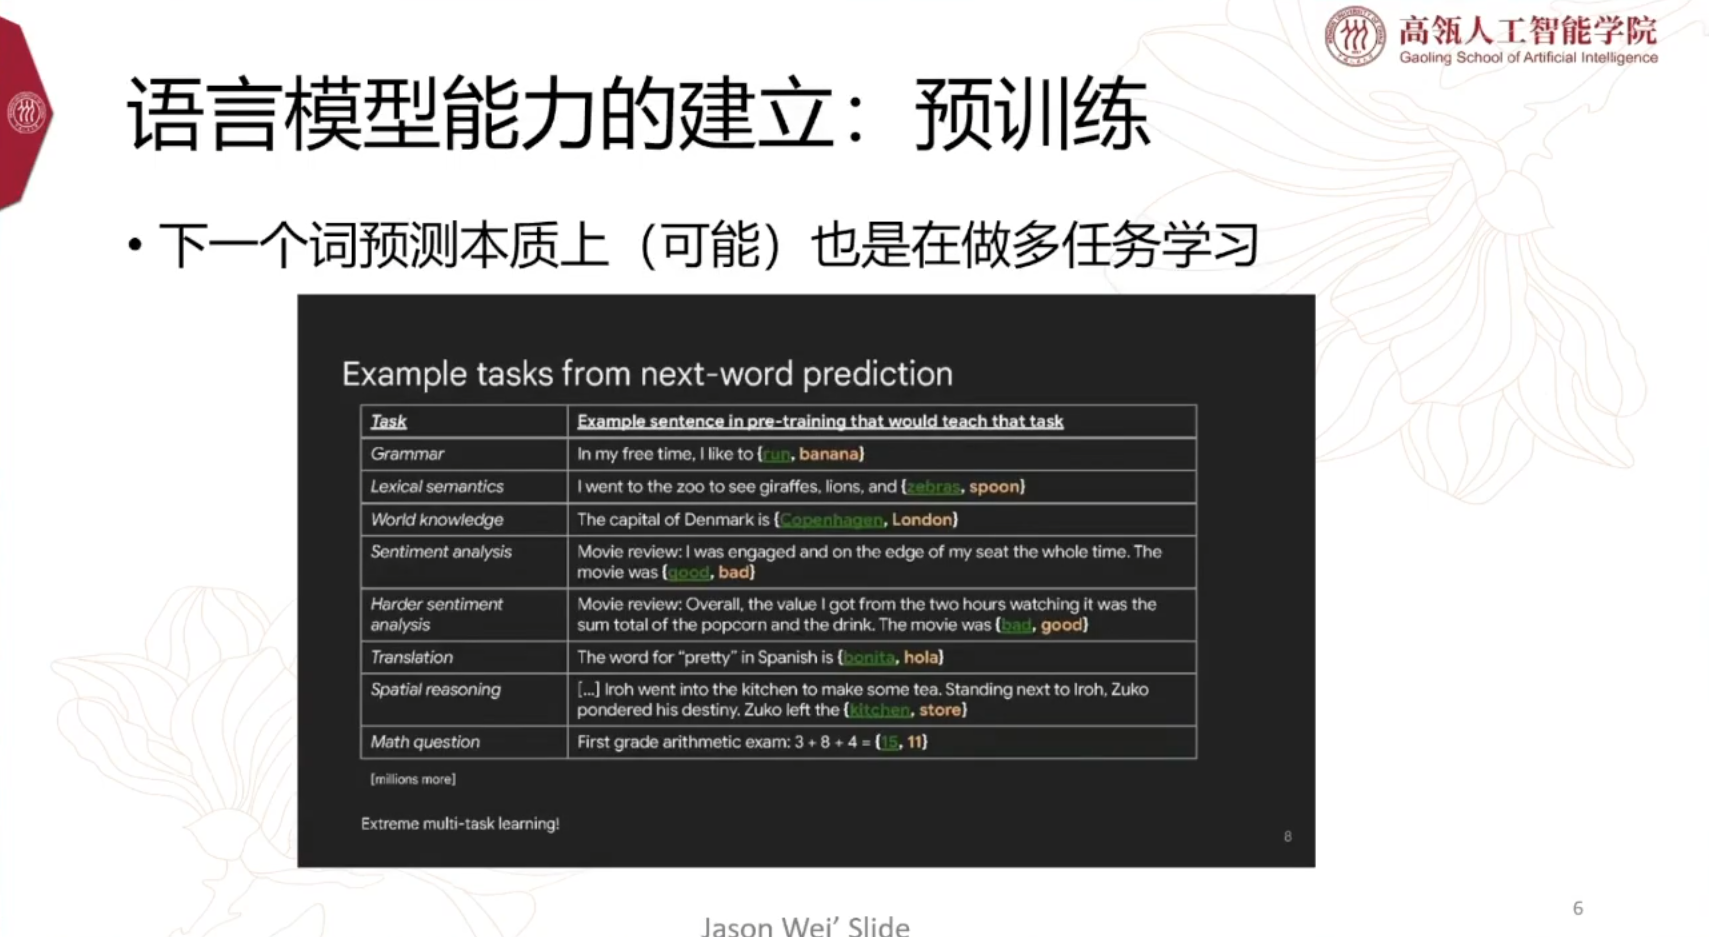 高瓴人工智能学院
Gaoling School of Artificial Intelligence
语言模型能力的建立：预训练
• 下一个词预测本质上（可能）也是在做多任务学习
Example tasks from next-word prediction
Task Example sentence in pre-training that would teach that task
Grammar In my free time, I like to {run, banana}
Lexical semantics I went to the zoo to see giraffes, lions, and {zebras, spoon}
World knowledge The capital of Denmark is {Copenhagen, London}
Sentiment analysis Movie review: I was engaged and on the edge of my seat the whole time. The
movie was {good, bad}
Harder sentiment Movie review: Overall, the value I got from the two hours watching it was the
analysis sum total of the popcorn and the drink. The movie was {bad, good}
Translation The word for “pretty” in Spanish is {bonita, hola}
Spatial reasoning [...] Iroh went into the kitchen to make some tea. Standing next to Iroh, Zuko
pondered his destiny. Zuko left the {kitchen, store}
Math question First grade arithmetic exam: 3 + 8 + 4 = {15, 11}
[millions more]
Extreme multi-task learning!
8
6
Jason Wei’ Slide